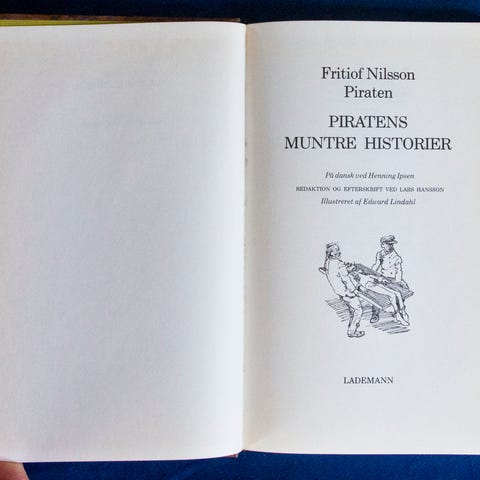 Fritiof Nilsson
Piraten
PIRATENS
MUNTRE HISTORIER
På dansk ved Henning Ipsen
REDAKTION OG EFTERSKRIFT VED LARS HANSSON
Illustreret af Edward Lindahl
LADEMANN